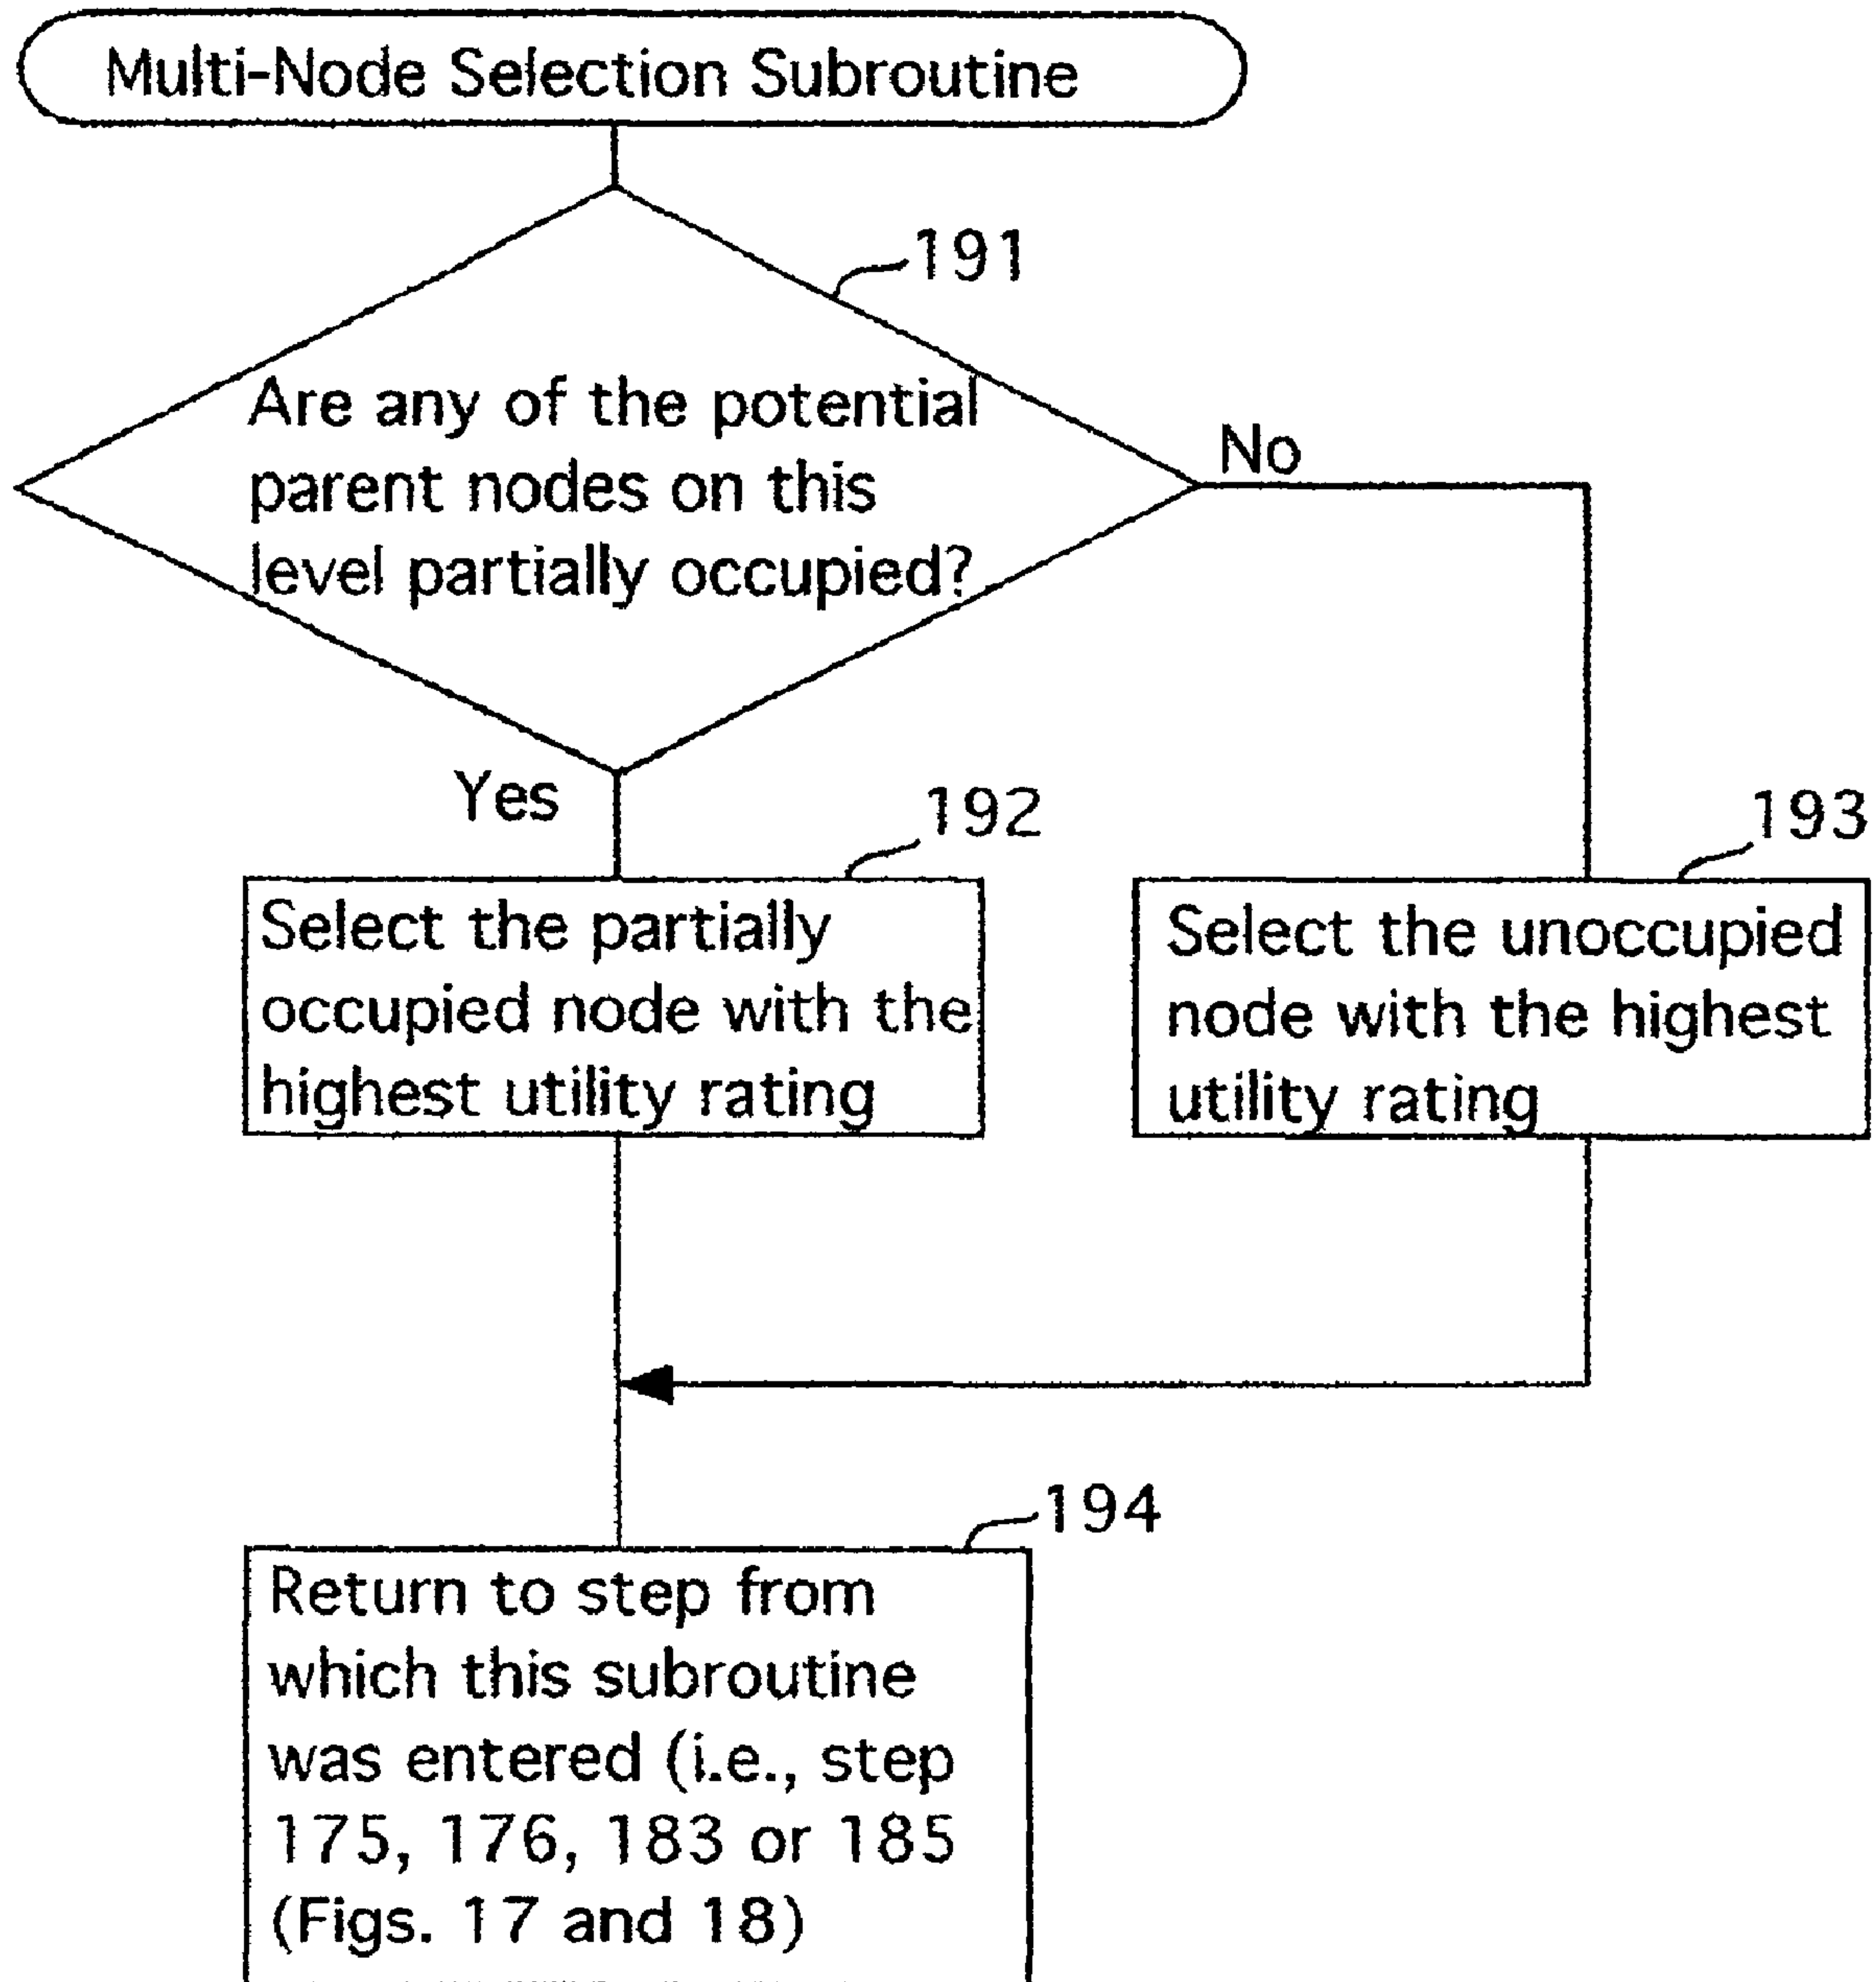 Multi-Node Selection Subroutine
191
Are any of the potential
parent nodes on this
level partially occupied?
No
Yes
192
193
Select the partially
occupied node with the
highest utility rating
Select the unoccupied
node with the highest
utility rating
194
Return to step from
which this subroutine
was entered (i.e., step
175, 176, 183 or 185
(Figs. 17 and 18)